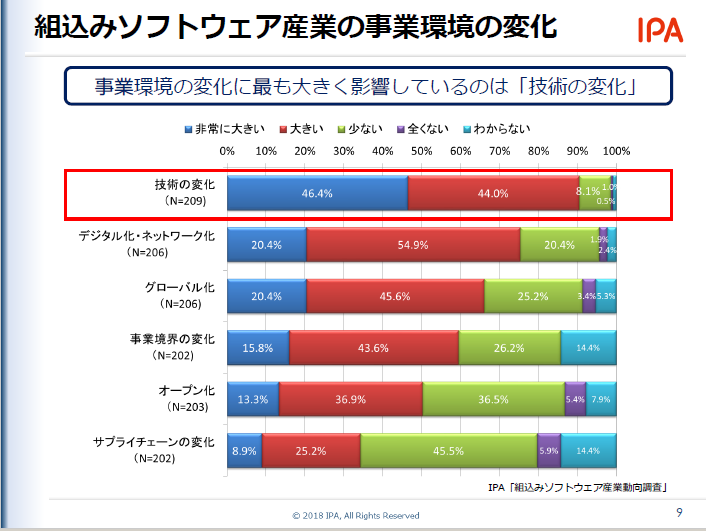 組込みソフトウェア産業の事業環境の変化
IPA
事業環境の変化に最も大きく影響しているのは「技術の変化」
非常に大きい 大きい 少ない 全くない わからない
0% 10% 20% 30% 40% 50% 60% 70% 80% 90% 100%
技術の変化
(N=209)
46.4% 44.0% 8.1% 1.0% 0.5%
デジタル化・ネットワーク化
(N=206)
20.4% 54.9% 20.4% 1.9% 2.4%
グローバル化
(N=206)
20.4% 45.6% 25.2% 3.4% 5.3%
事業境界の変化
(N=202)
15.8% 43.6% 26.2% 14.4%
オープン化
(N=203)
13.3% 36.9% 36.5% 5.4% 7.9%
サプライチェーンの変化
(N=202)
8.9% 25.2% 45.5% 5.9% 14.4%
IPA「組込みソフトウエア産業動向調査」
© 2018 IPA, All Rights Reserved
9